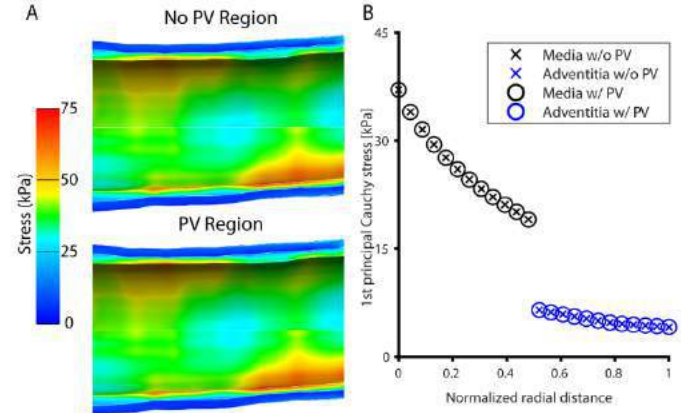 A
No PV Region
75
50
25
0
Stress (kPa)
PV Region
B
45
30
15
0
1st principal Cauchy stress [kPa]
Media w/o PV
Adventitia w/o PV
Media w/ PV
Adventitia w/ PV
0 0.2 0.4 0.6 0.8 1
Normalized radial distance